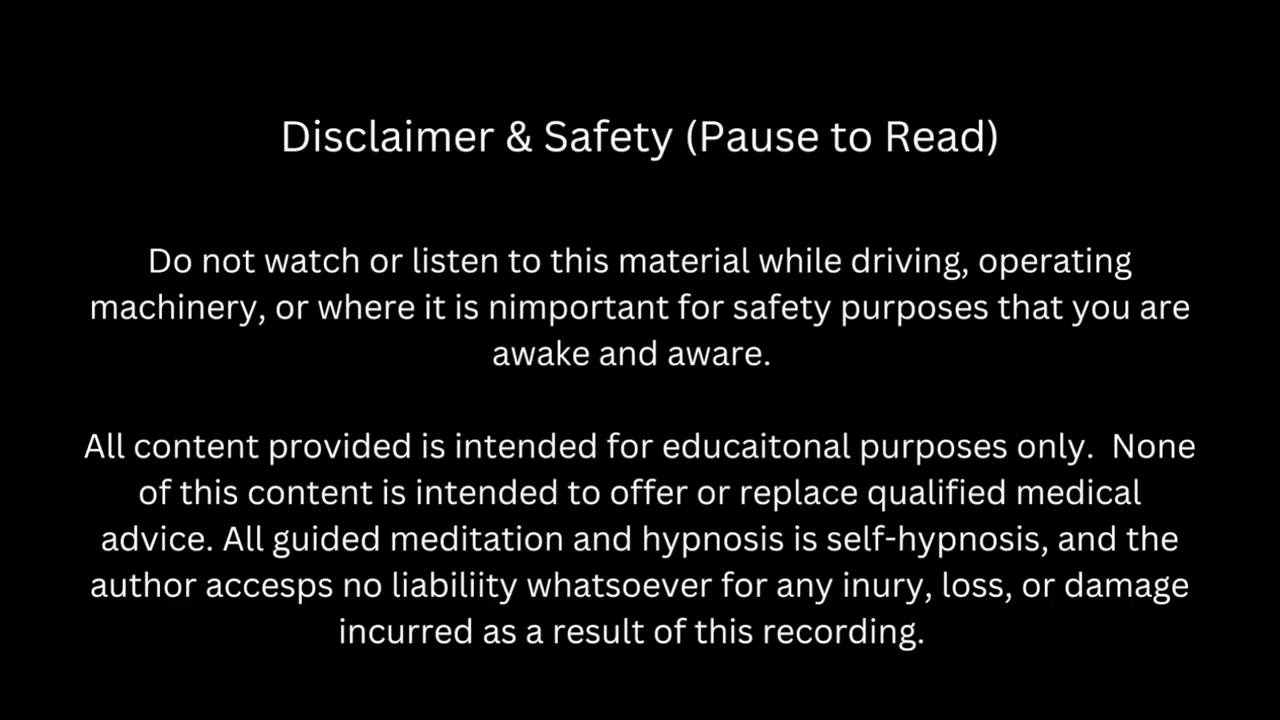 Disclaimer & Safety (Pause to Read)
Do not watch or listen to this material while driving, operating
machinery, or where it is nimportant for safety purposes that you are
awake and aware.
All content provided is intended for educaitonal purposes only.  None
of this content is intended to offer or replace qualified medical
advice. All guided meditation and hypnosis is self-hypnosis, and the
author accesps no liabiliity whatsoever for any inury, loss, or damage
incurred as a result of this recording.